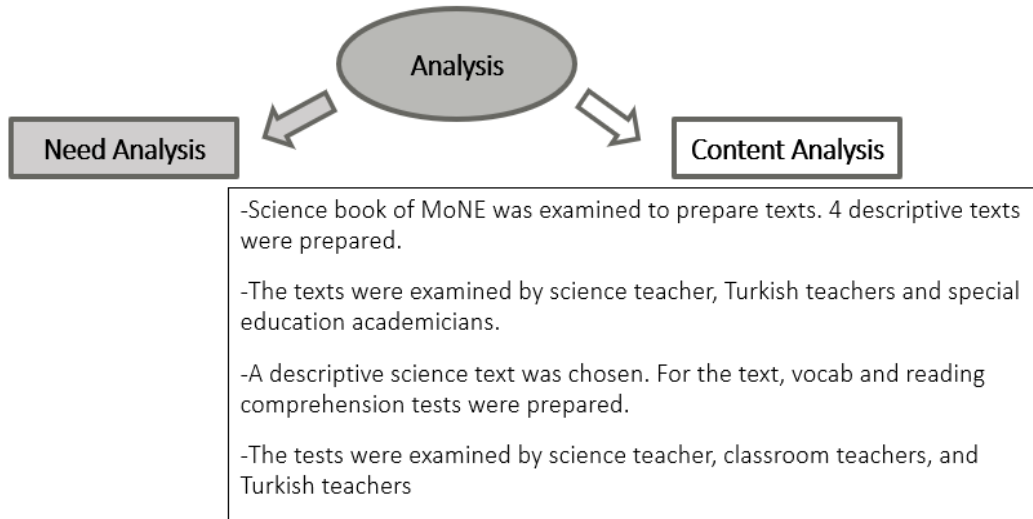 Analysis
Need Analysis
Content Analysis
-Science book of MoNE was examined to prepare texts. 4 descriptive texts
were prepared.
-The texts were examined by science teacher, Turkish teachers and special
education academicians.
-A descriptive science text was chosen. For the text, vocab and reading
comprehension tests were prepared.
-The tests were examined by science teacher, classroom teachers, and
Turkish teachers